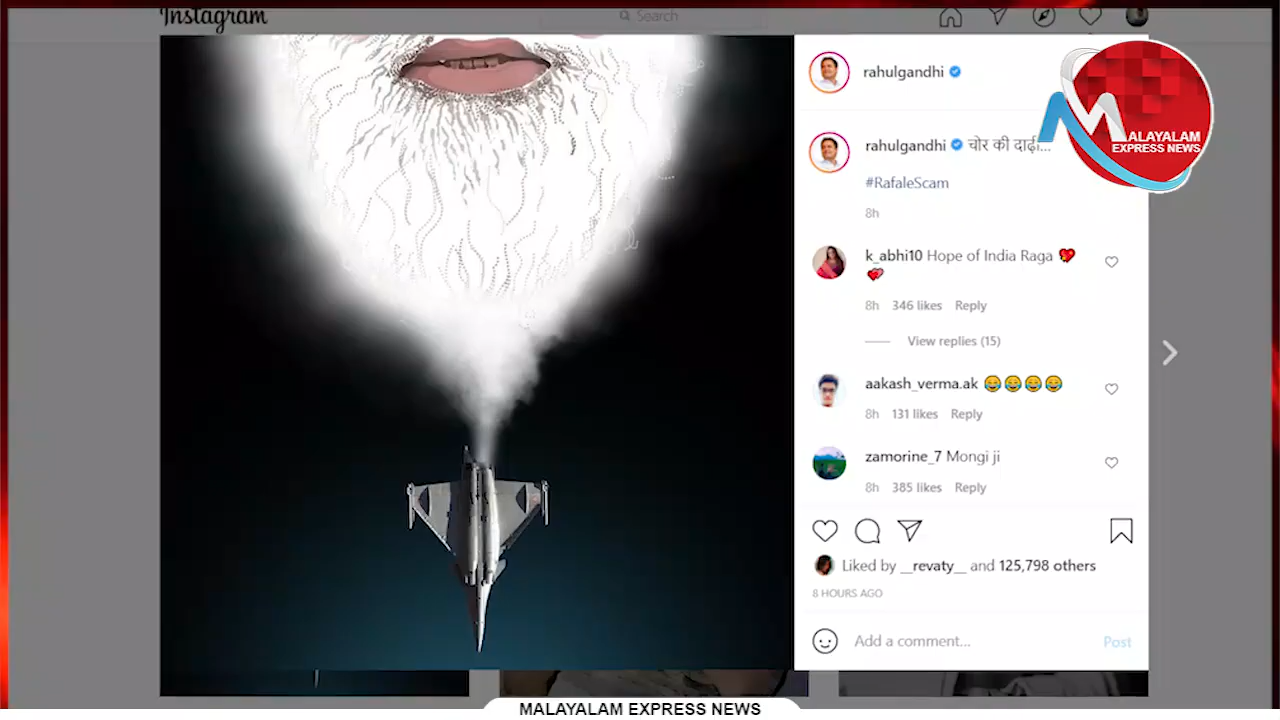 Instagram
Search
rahulgandhi
rahulgandhi चोर की दाढ़ी...
#RafaleScam
8h
MALAYALAM
EXPRESS NEWS
k_abhi10 Hope of India Raga 💖
💖
8h 346 likes Reply
View replies (15)
aakash_verma.ak 😂😂😂😂
8h 131 likes Reply
zamorine_7 Mongi ji
8h 385 likes Reply
Liked by __revaty__ and 125,798 others
8 HOURS AGO
Add a comment... Post
MALAYALAM EXPRESS NEWS